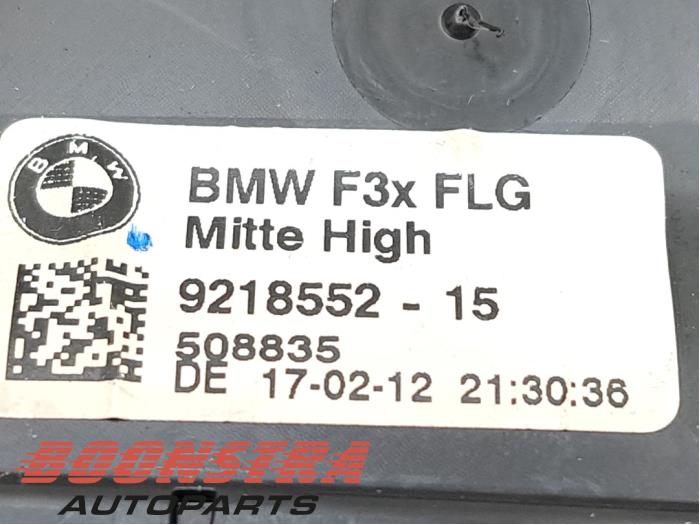 BMW
BMW F3x FLG
Mitte High
9218552 - 15
508835
DE 17-02-12 21:30:36
BOONSTRA
AUTOPARTS